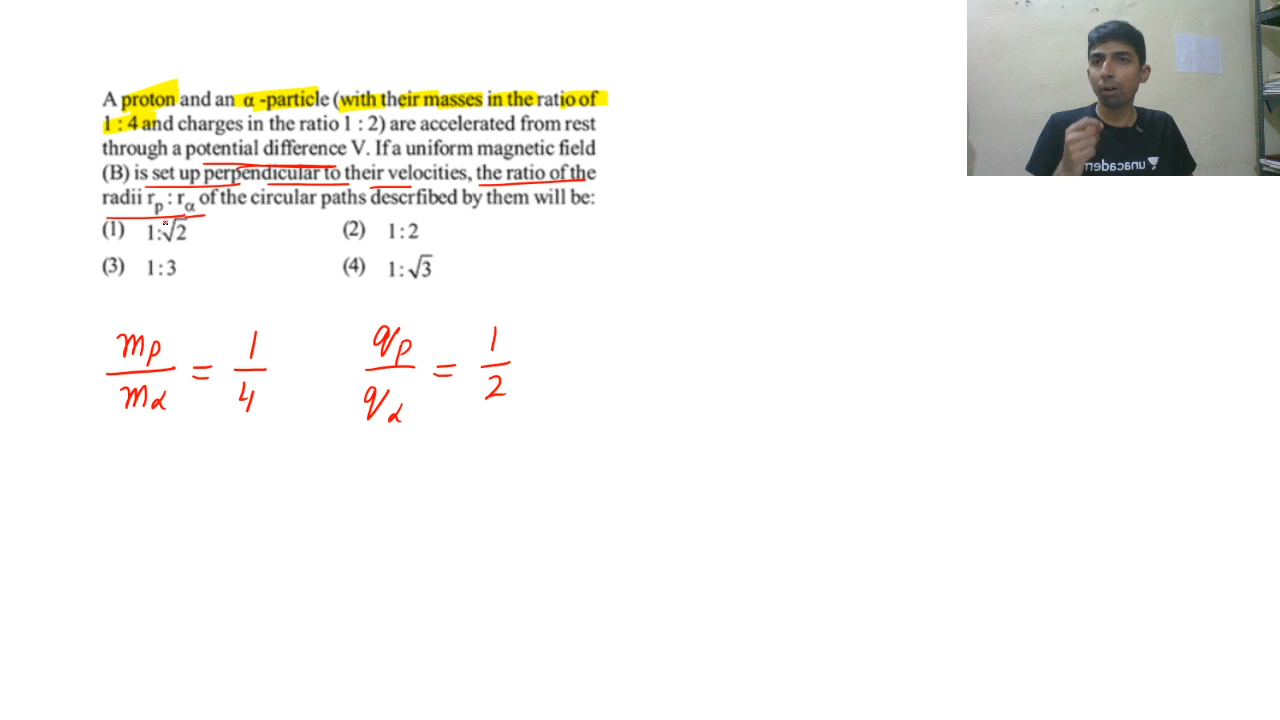 A proton and an α -particle (with their masses in the ratio of
1 : 4 and charges in the ratio 1 : 2) are accelerated from rest
through a potential difference V. If a uniform magnetic field
(B) is set up perpendicular to their velocities, the ratio of the
radii rₚ : r_α of the circular paths descrfibed by them will be:
(1) 1:√2 (2) 1 : 2
(3) 1 : 3 (4) 1 : √3
mₚ/m_α = 1/4 qₚ/q_α = 1/2